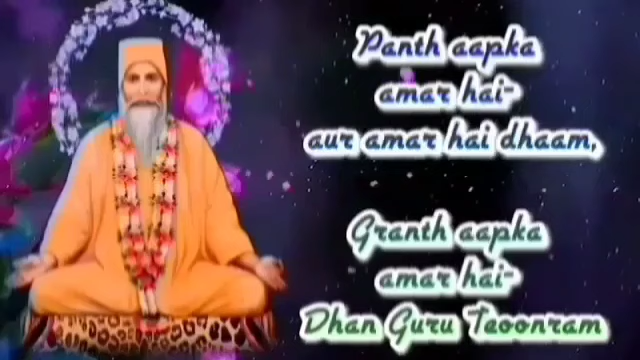 Panth aapka
amar hai-
aur amar hai dhaam,
Granth aapka
amar hai-
Dhan Guru Teoonram